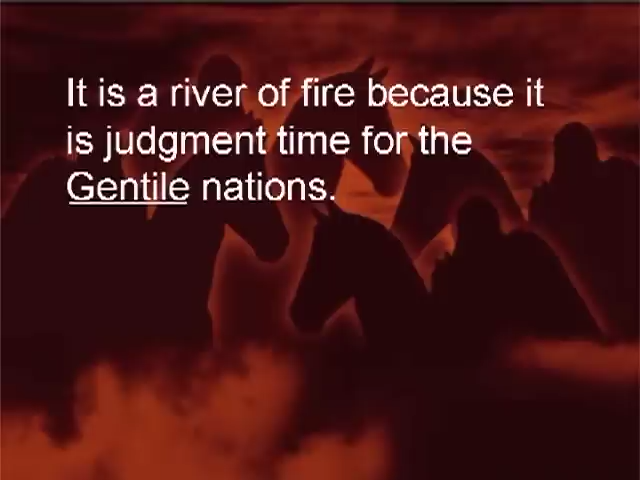 It is a river of fire because it
is judgment time for the
Gentile nations.